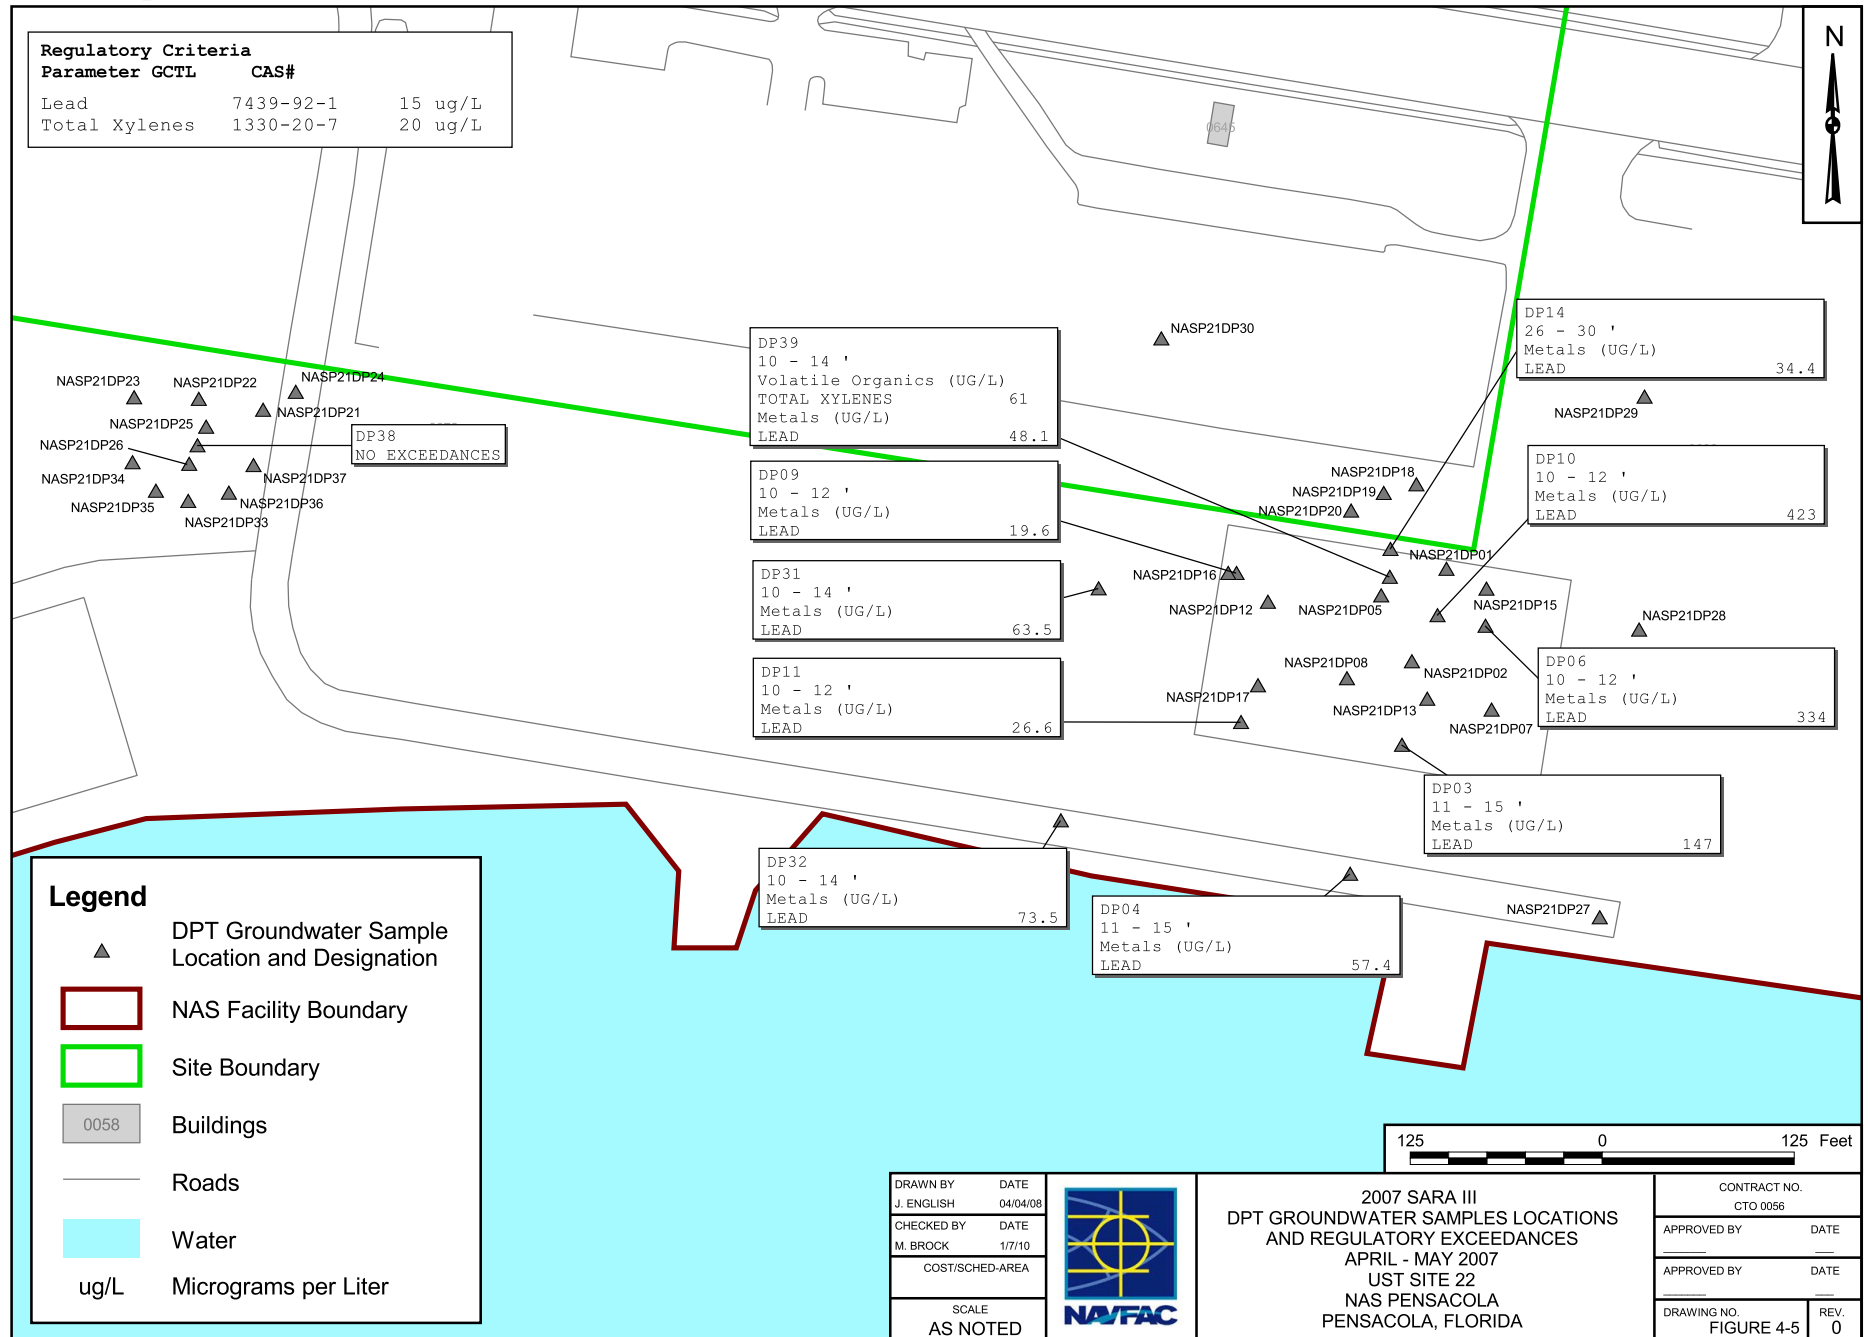 Regulatory Criteria
Parameter GCTL CAS#
Lead 7439-92-1 15 ug/L
Total Xylenes 1330-20-7 20 ug/L
N
0646
NASP21DP30
DP14
26 - 30 '
Metals (UG/L)
LEAD 34.4
DP39
10 - 14 '
Volatile Organics (UG/L)
TOTAL XYLENES 61
Metals (UG/L)
LEAD 48.1
NASP21DP23
NASP21DP22
NASP21DP24
NASP21DP21
NASP21DP25
NASP21DP26
DP38
NO EXCEEDANCES
NASP21DP34
NASP21DP37
NASP21DP35
NASP21DP36
NASP21DP33
NASP21DP29
DP10
10 - 12 '
Metals (UG/L)
LEAD 423
DP09
10 - 12 '
Metals (UG/L)
LEAD 19.6
NASP21DP18
NASP21DP19
NASP21DP20
NASP21DP01
DP31
10 - 14 '
Metals (UG/L)
LEAD 63.5
NASP21DP16
NASP21DP12
NASP21DP05
NASP21DP15
NASP21DP28
DP11
10 - 12 '
Metals (UG/L)
LEAD 26.6
NASP21DP08
NASP21DP02
NASP21DP17
NASP21DP13
NASP21DP07
DP06
10 - 12 '
Metals (UG/L)
LEAD 334
DP03
11 - 15 '
Metals (UG/L)
LEAD 147
DP32
10 - 14 '
Metals (UG/L)
LEAD 73.5
DP04
11 - 15 '
Metals (UG/L)
LEAD 57.4
NASP21DP27
Legend
DPT Groundwater Sample
Location and Designation
NAS Facility Boundary
Site Boundary
0058 Buildings
Roads
Water
ug/L Micrograms per Liter
125 0 125 Feet
DRAWN BY DATE
J. ENGLISH 04/04/08
CHECKED BY DATE
M. BROCK 1/7/10
COST/SCHED-AREA
SCALE
AS NOTED
NAVFAC
2007 SARA III
DPT GROUNDWATER SAMPLES LOCATIONS
AND REGULATORY EXCEEDANCES
APRIL - MAY 2007
UST SITE 22
NAS PENSACOLA
PENSACOLA, FLORIDA
CONTRACT NO.
CTO 0056
APPROVED BY DATE
APPROVED BY DATE
DRAWING NO. REV.
FIGURE 4-5 0